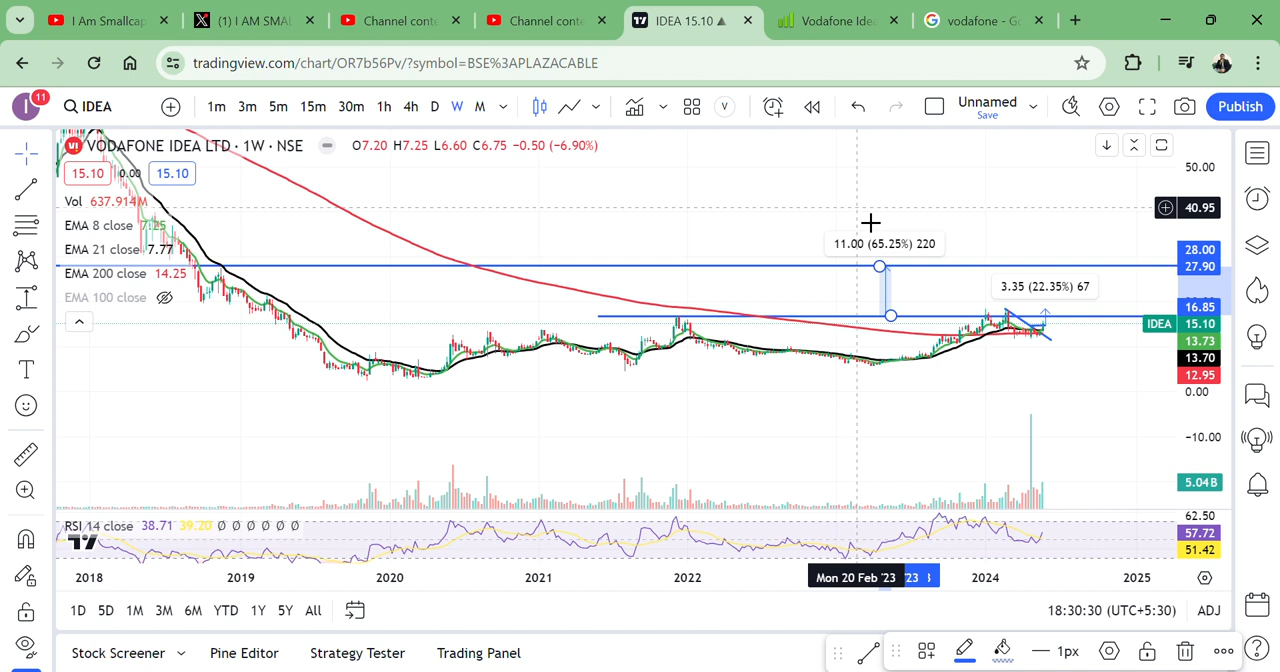 I Am Smallcap
(1) I AM SMAL
Channel conte
Channel conte
IDEA 15.10
Vodafone Idea
vodafone - Go
tradingview.com/chart/OR7b56Pv/?symbol=BSE%3APLAZACABLE
I 11 IDEA 1m 3m 5m 15m 30m 1h 4h D W M V Unnamed Publish
Save
VODAFONE IDEA LTD · 1W · NSE O7.20 H7.25 L6.60 C6.75 −0.50 (−6.90%)
15.10 0.00 15.10
Vol 637.914M
EMA 8 close 7.25
EMA 21 close 7.77
EMA 200 close 14.25
EMA 100 close
11.00 (65.25%) 220
3.35 (22.35%) 67
50.00
40.95
28.00
27.90
16.85
IDEA 15.10
13.73
13.70
12.95
0.00
−10.00
5.04B
RSI 14 close 38.71 39.20 Ø Ø Ø Ø Ø Ø
62.50
57.72
51.42
2018 2019 2020 2021 2022 Mon 20 Feb '23 '23 2024 2025
1D 5D 1M 3M 6M YTD 1Y 5Y All 18:30:30 (UTC+5:30) ADJ
Stock Screener Pine Editor Strategy Tester Trading Panel 1px